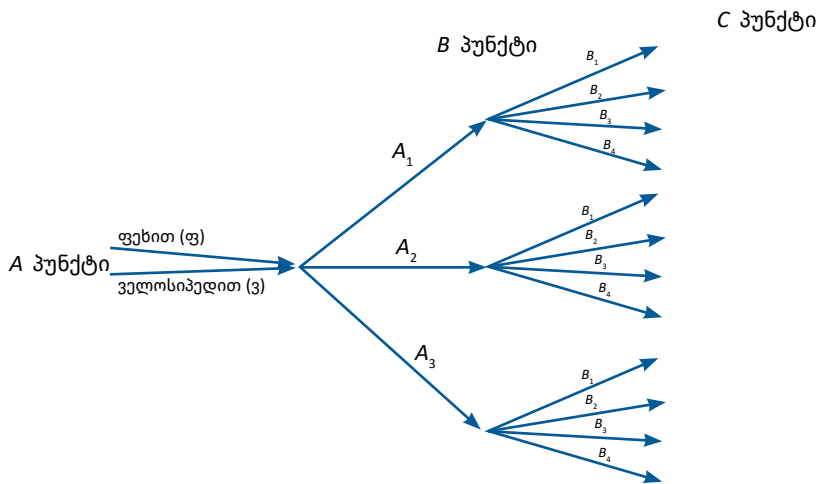 C პუნქტი
B პუნქტი
B₁
B₂
B₃
B₄
A₁
ფეხით (ფ)
A პუნქტი
ველოსიპედით (ვ)
A₂
B₁
B₂
B₃
B₄
A₃
B₁
B₂
B₃
B₄